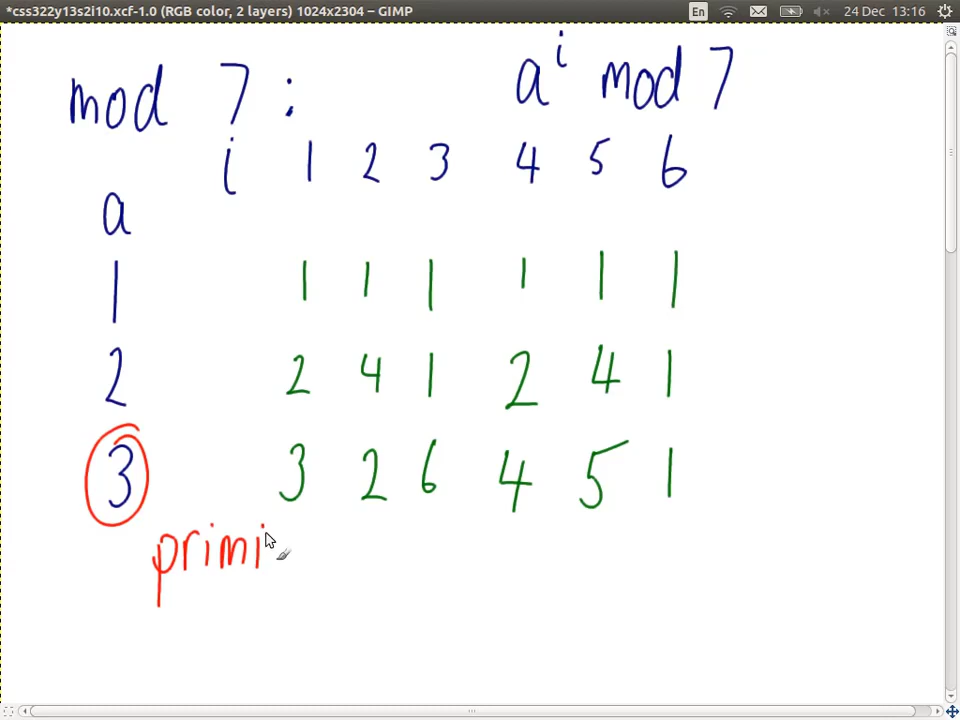 *css322y13s2i10.xcf-1.0 (RGB color, 2 layers) 1024x2304 – GIMP
En
24 Dec 13:16
mod 7 : a^i mod 7
i 1 2 3 4 5 6
a
1 1 1 1 1 1 1
2 2 4 1 2 4 1
3 3 2 6 4 5 1
primi